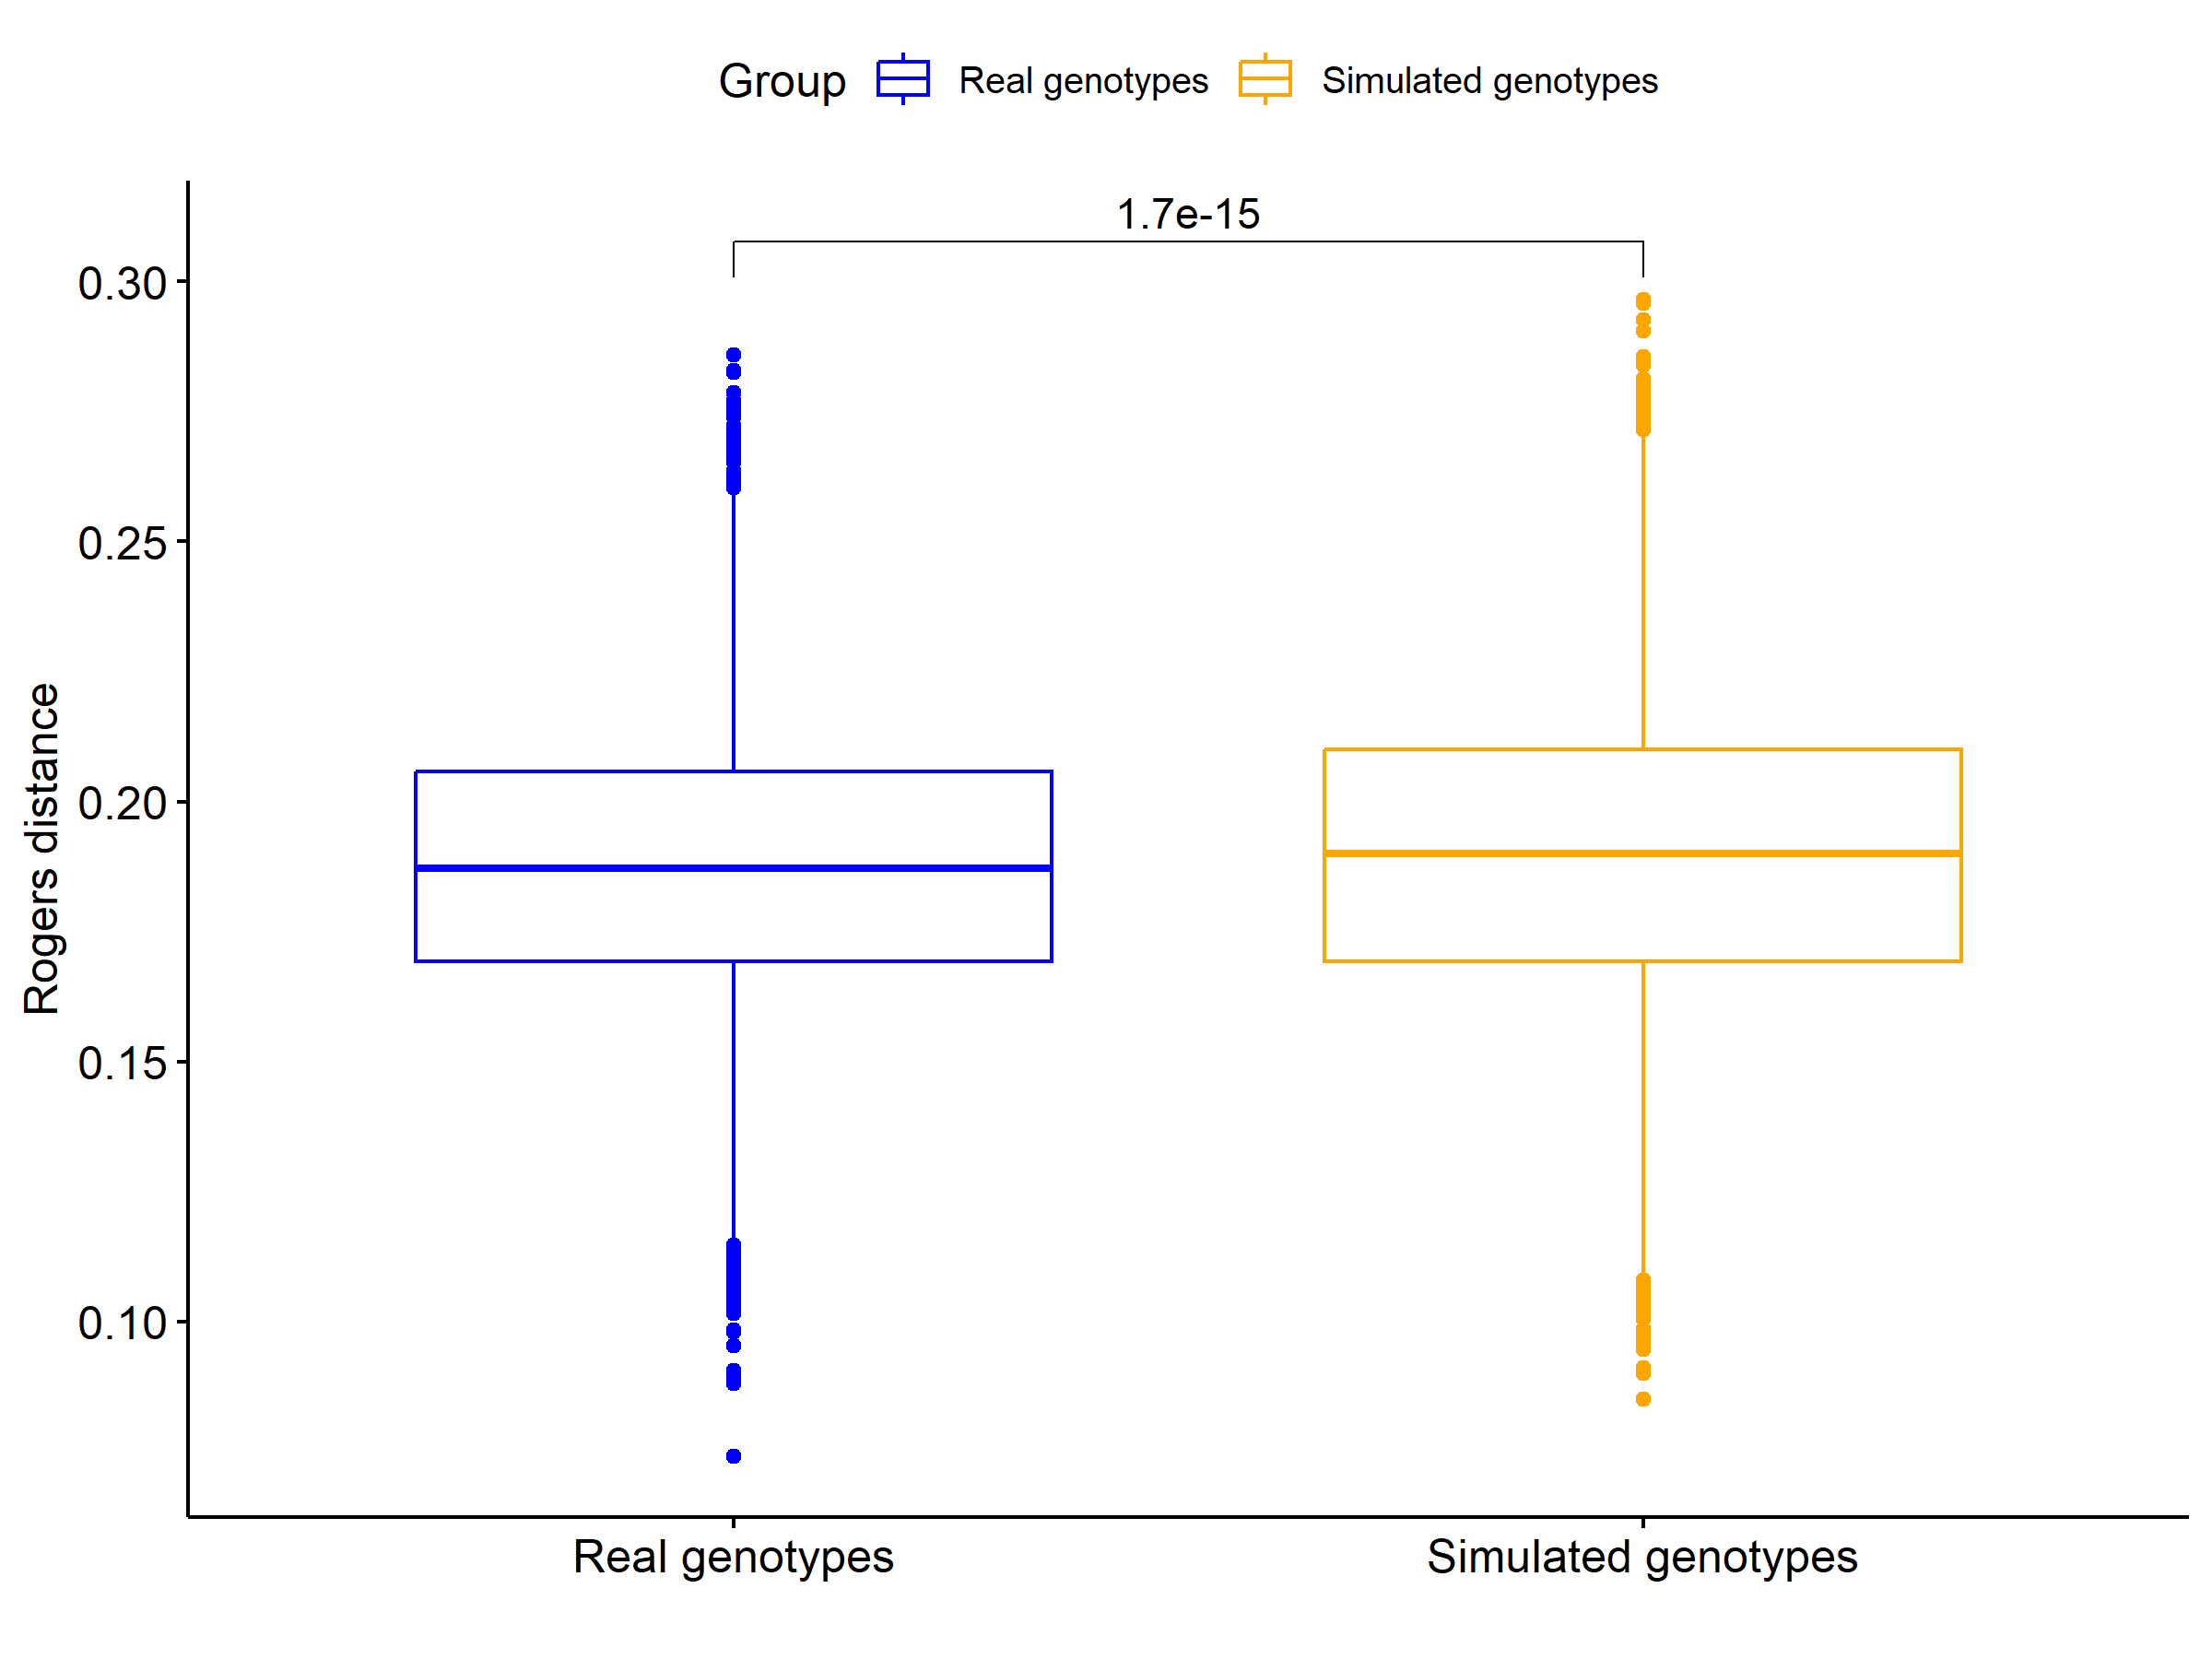 Group Real genotypes Simulated genotypes
1.7e-15
0.30
0.25
0.20
0.15
0.10
Rogers distance
Real genotypes Simulated genotypes